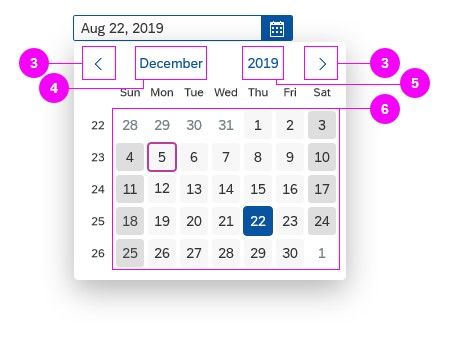 Aug 22, 2019
3 December 2019 3
4 5
Sun Mon Tue Wed Thu Fri Sat
6
22 28 29 30 31 1 2 3
23 4 5 6 7 8 9 10
24 11 12 13 14 15 16 17
25 18 19 20 21 22 23 24
26 25 26 27 28 29 30 1